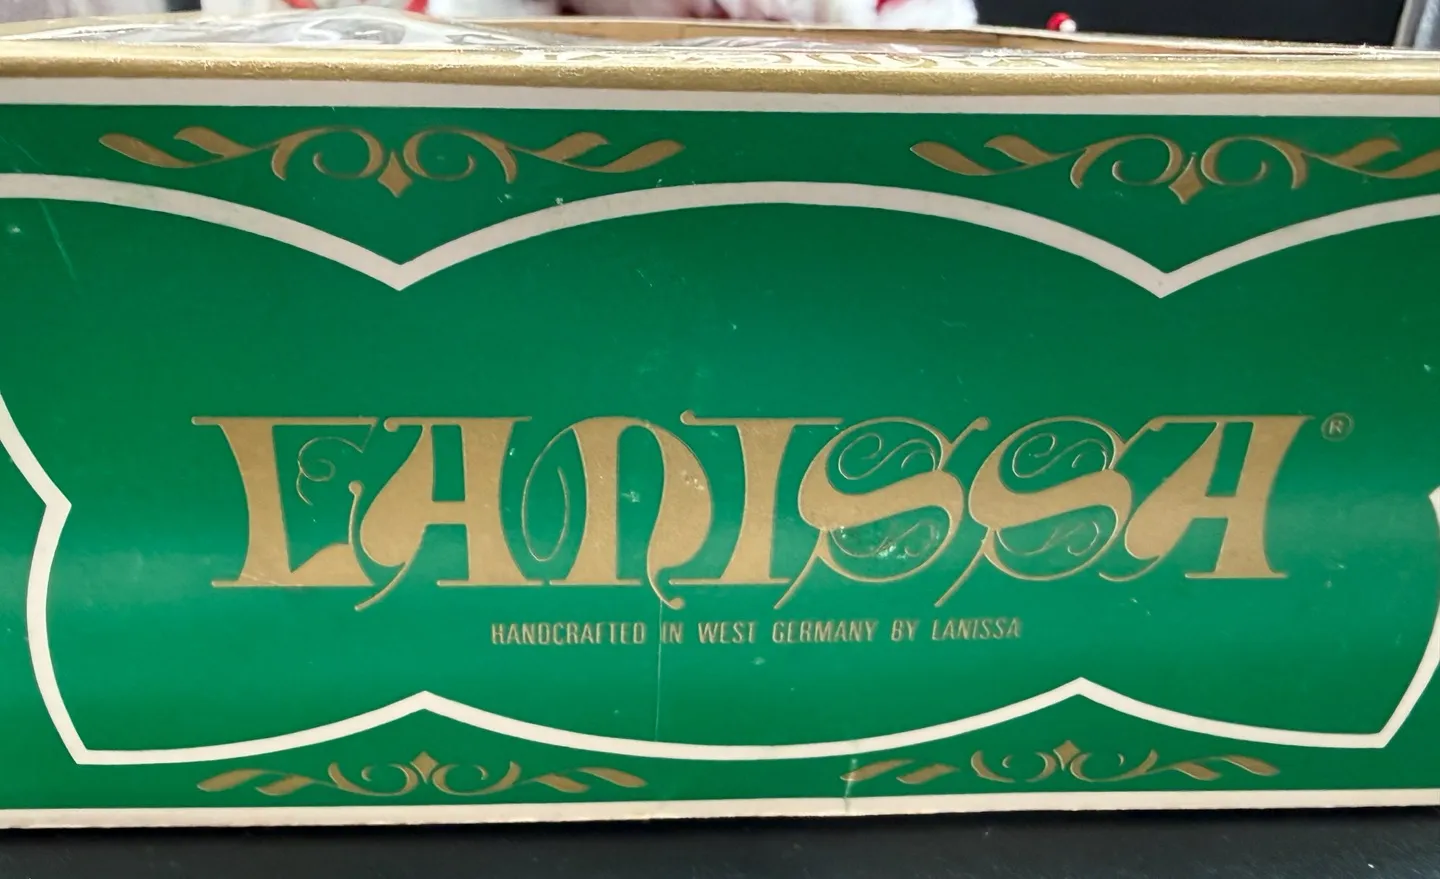 LANISSA®
HANDCRAFTED IN WEST GERMANY BY LANISSA